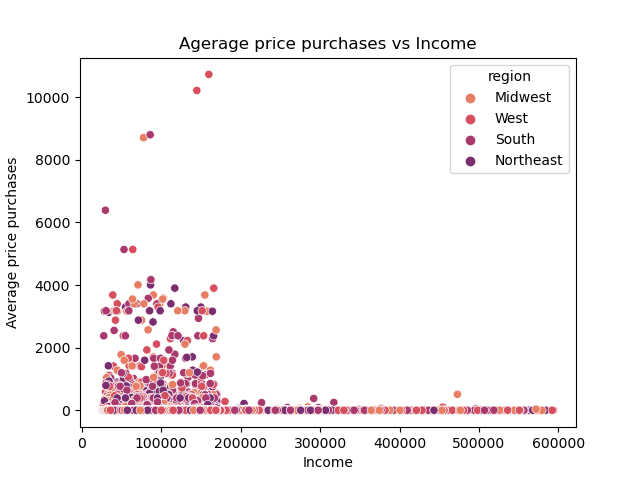 Agerage price purchases vs Income
region
Midwest
West
South
Northeast
Average price purchases
10000
8000
6000
4000
2000
0
0
100000
200000
300000
400000
500000
600000
Income